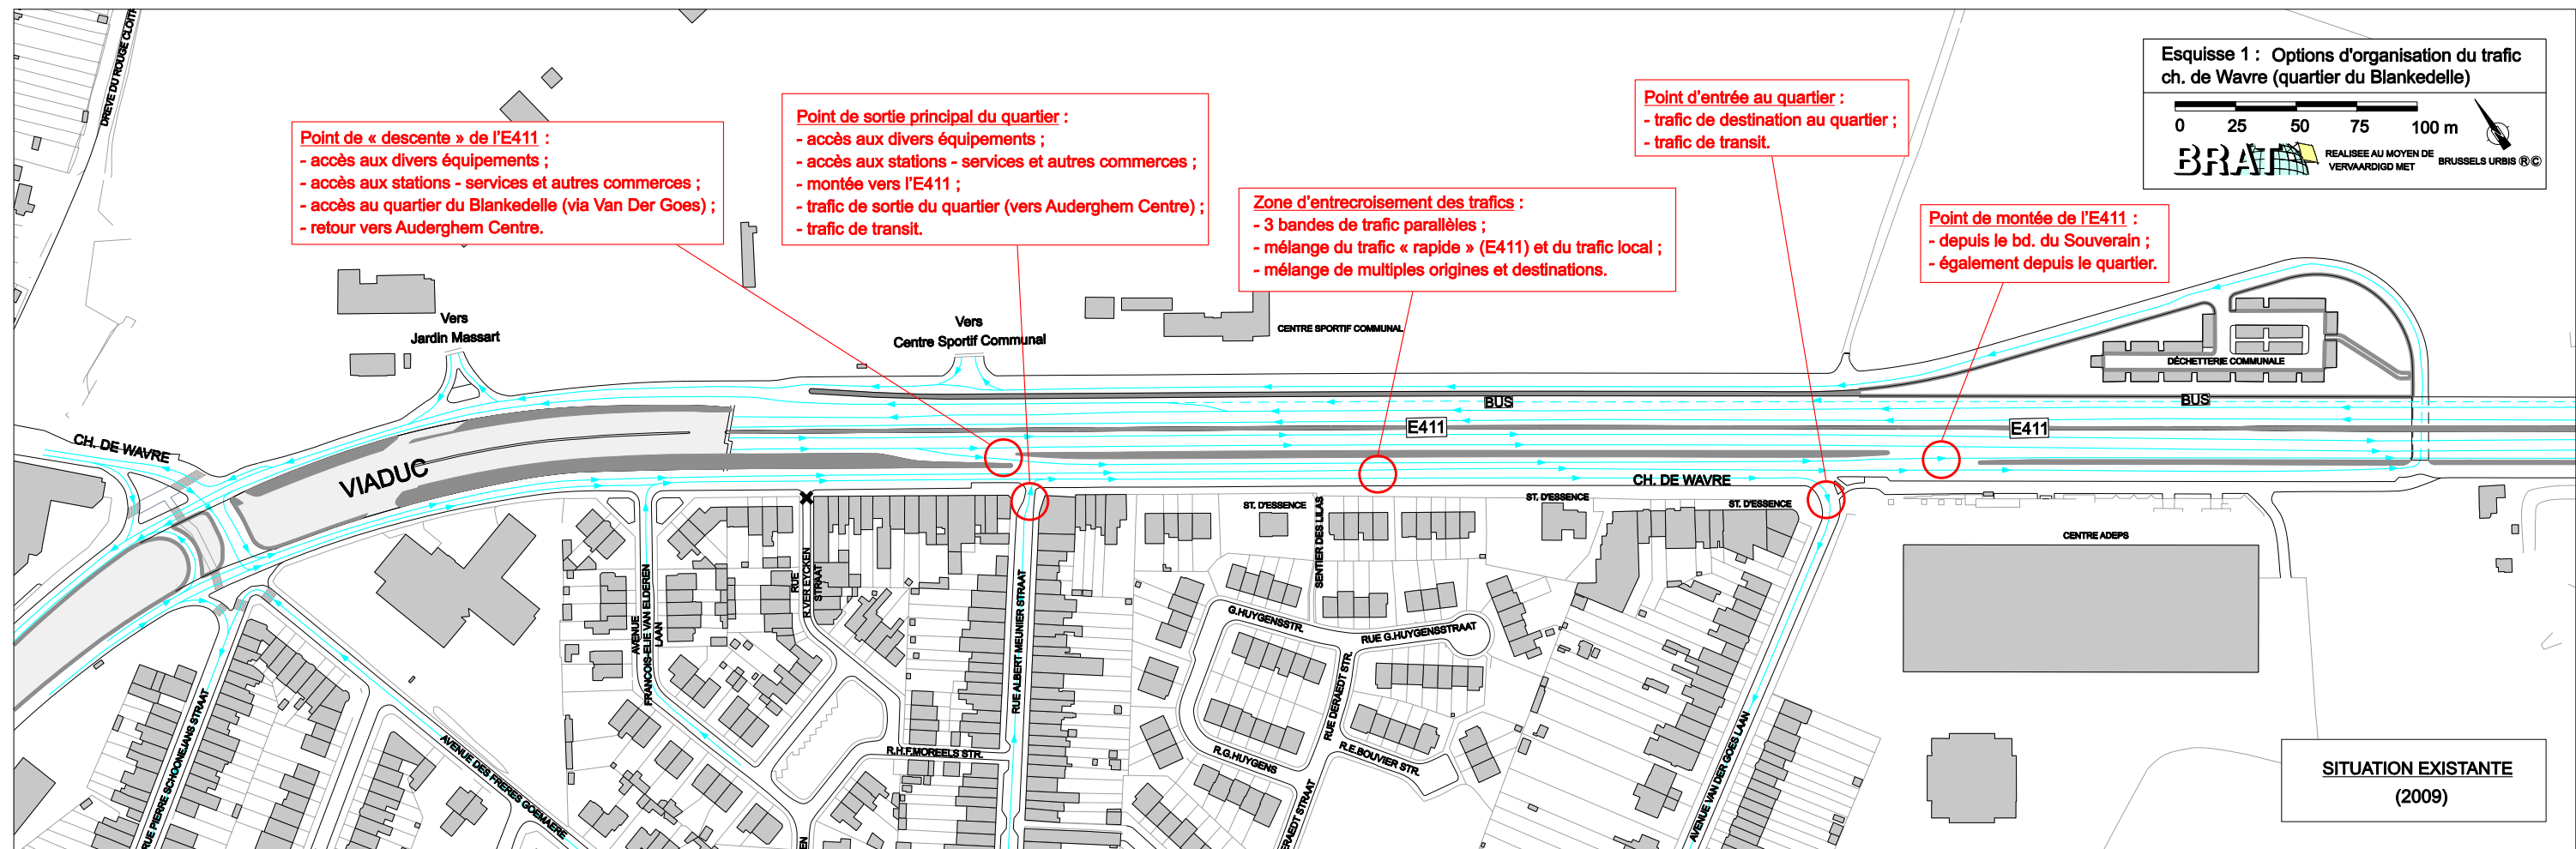 DREVE DU ROUGE CLOITR
Esquisse 1 : Options d'organisation du trafic
ch. de Wavre (quartier du Blankedelle)
0 25 50 75 100 m
BRAT
REALISEE AU MOYEN DE
VERVAARDIGD MET
BRUSSELS URBIS ®©
Point de « descente » de l'E411 :
- accès aux divers équipements ;
- accès aux stations - services et autres commerces ;
- accès au quartier du Blankedelle (via Van Der Goes) ;
- retour vers Auderghem Centre.
Point de sortie principal du quartier :
- accès aux divers équipements ;
- accès aux stations - services et autres commerces ;
- montée vers l'E411 ;
- trafic de sortie du quartier (vers Auderghem Centre) ;
- trafic de transit.
Zone d'entrecroisement des trafics :
- 3 bandes de trafic parallèles ;
- mélange du trafic « rapide » (E411) et du trafic local ;
- mélange de multiples origines et destinations.
Point d'entrée au quartier :
- trafic de destination au quartier ;
- trafic de transit.
Point de montée de l'E411 :
- depuis le bd. du Souverain ;
- également depuis le quartier.
Vers
Jardin Massart
Vers
Centre Sportif Communal
CENTRE SPORTIF COMMUNAL
DÉCHETTERIE COMMUNALE
BUS
BUS
E411
E411
CH. DE WAVRE
VIADUC
CH. DE WAVRE
ST. D'ESSENCE
ST. D'ESSENCE
ST. D'ESSENCE
CENTRE ADEPS
AVENUE
FRANCOIS-ELIE VAN ELDEREN
LAAN
RUE
R.VER EYCKEN
STRAAT
RUE ALBERT MEUNIER STRAAT
SENTIER DES LILAS
G.HUYGENSSTR.
RUE G.HUYGENSSTRAAT
RUE DERAEDT STR.
R.G.HUYGENS
R.E.BOUVIER STR.
R.H.F.MOREELS STR.
AVENUE VAN DER GOES LAAN
RUE PIERRE SCHOONEJANS STRAAT
AVENUE DES FRERES GOEMAERE
EN
ERAEDT STRAAT
SITUATION EXISTANTE
(2009)